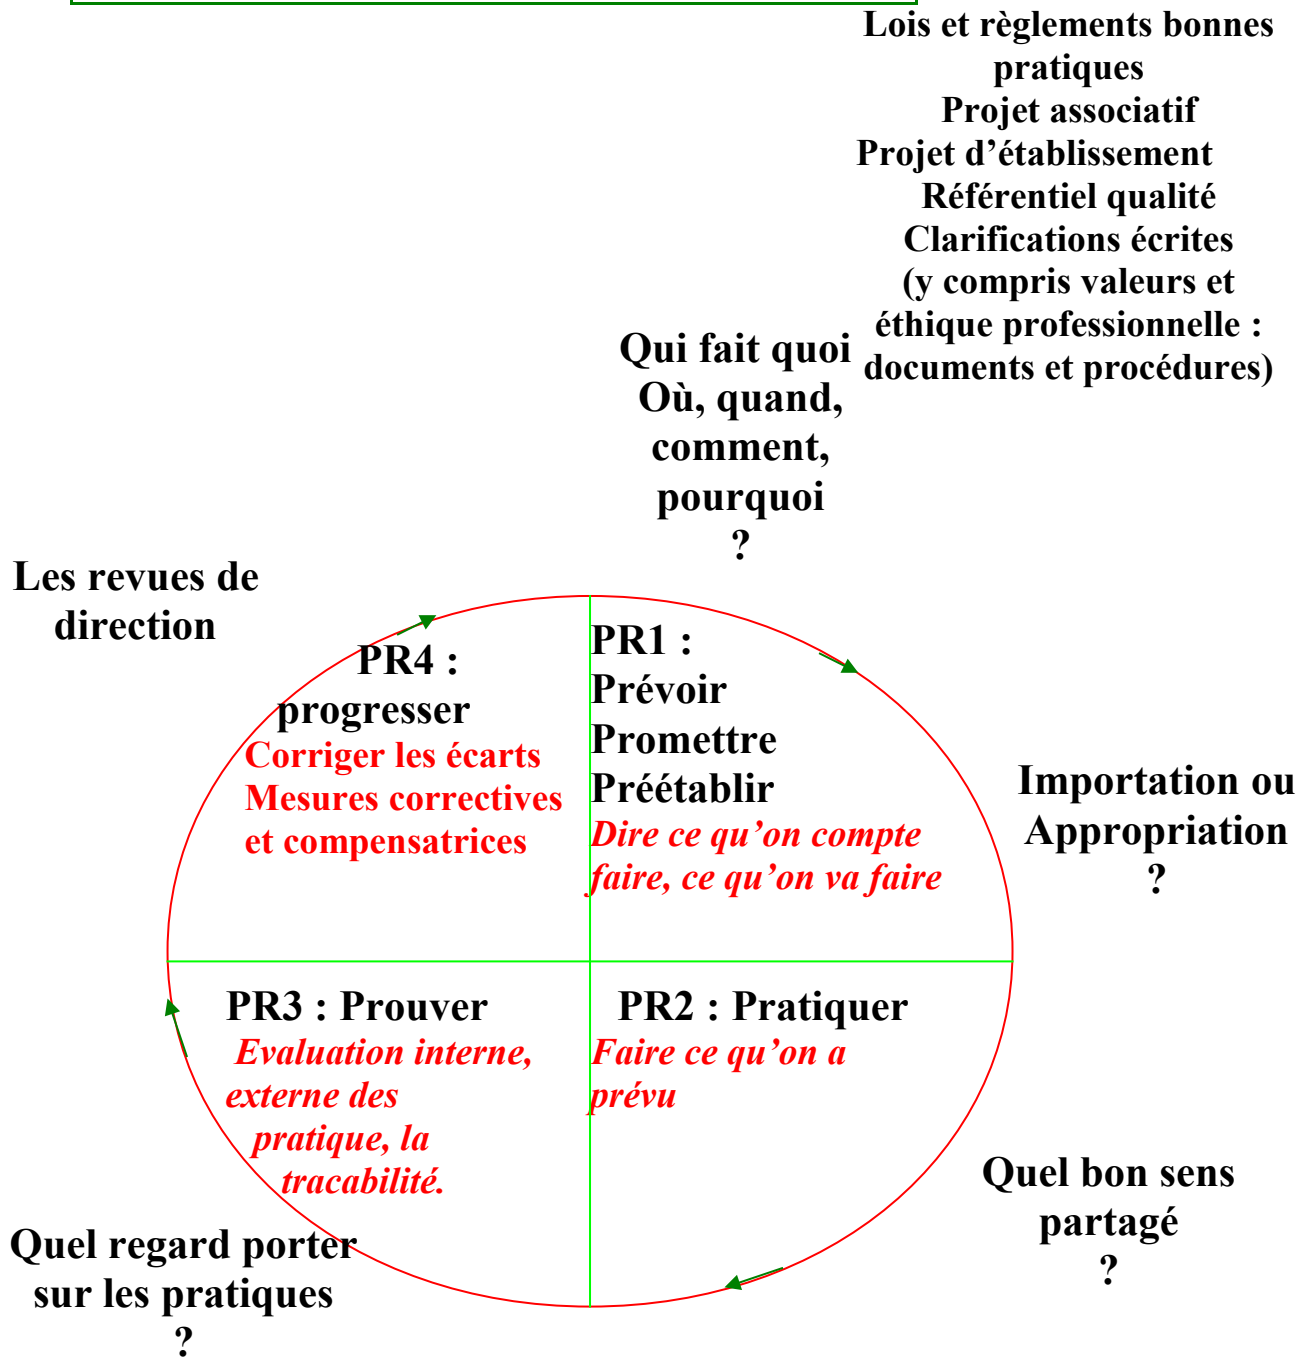 Lois et règlements bonnes
pratiques
Projet associatif
Projet d’établissement
Référentiel qualité
Clarifications écrites
(y compris valeurs et
éthique professionnelle :
documents et procédures)
Qui fait quoi
Où, quand,
comment,
pourquoi
?
Les revues de
direction
PR4 :
progresser
Corriger les écarts
Mesures correctives
et compensatrices
PR1 :
Prévoir
Promettre
Préétablir
Dire ce qu’on compte
faire, ce qu’on va faire
Importation ou
Appropriation
?
PR3 : Prouver
Evaluation interne,
externe des
pratique, la
tracabilité.
PR2 : Pratiquer
Faire ce qu’on a
prévu
Quel bon sens
partagé
?
Quel regard porter
sur les pratiques
?